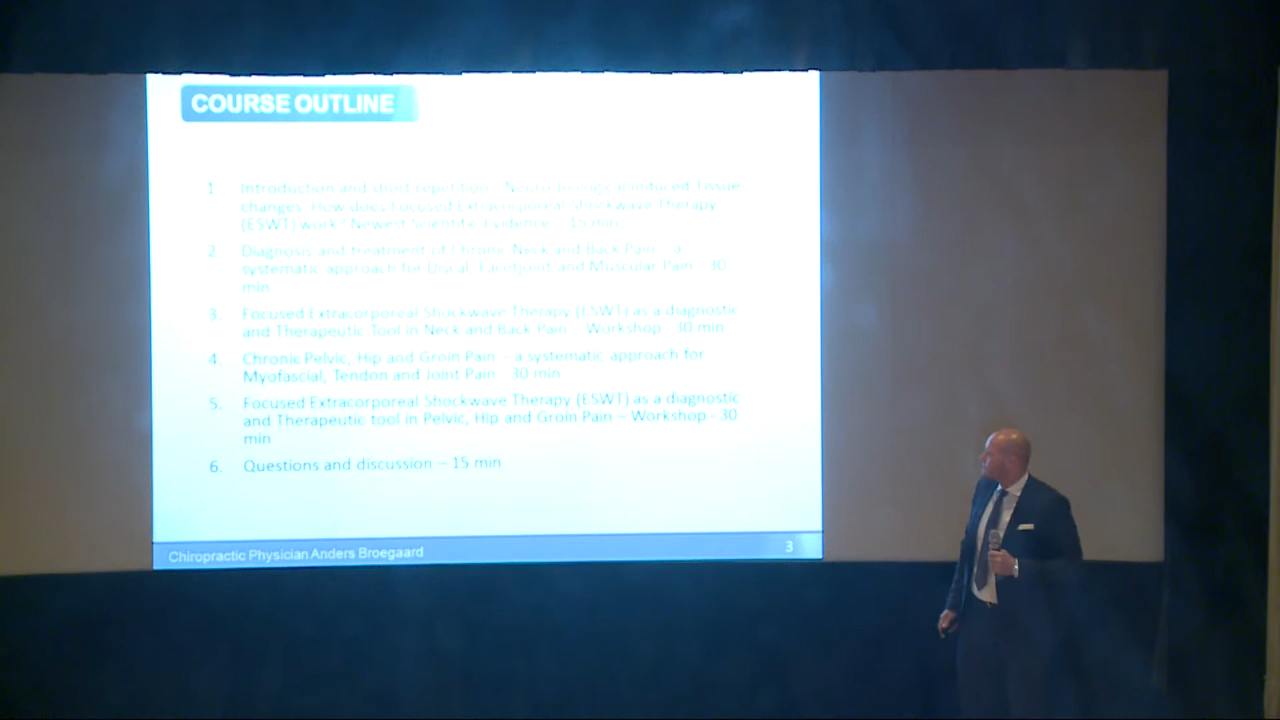 COURSE OUTLINE
1. Introduction and short repetition - Neuro-biological induced Tissue
changes. How does Focused Extracorporeal Shockwave Therapy
(ESWT) work? Newest Scientific Evidence - 15 min
2. Diagnosis and treatment of Chronic Neck and Back Pain - a
systematic approach for Discal, Facetjoint and Muscular Pain - 30
min
3. Focused Extracorporeal Shockwave Therapy (ESWT) as a diagnostic
and Therapeutic Tool in Neck and Back Pain – Workshop - 30 min
4. Chronic Pelvic, Hip and Groin Pain – a systematic approach for
Myofascial, Tendon and Joint Pain - 30 min
5. Focused Extracorporeal Shockwave Therapy (ESWT) as a diagnostic
and Therapeutic tool in Pelvic, Hip and Groin Pain – Workshop - 30
min
6. Questions and discussion – 15 min
Chiropractic Physician Anders Broegaard 3